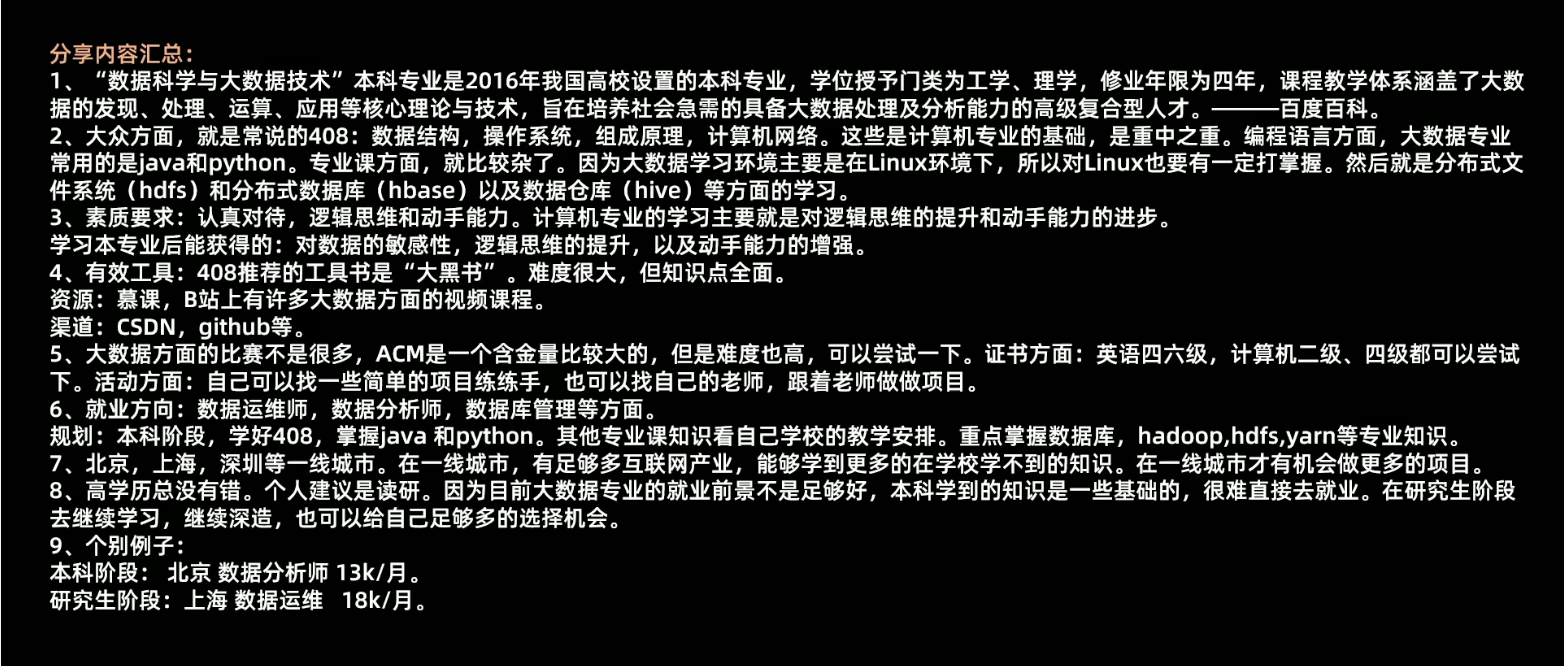 分享内容汇总：
1、 “数据科学与大数据技术” 本科专业是2016年我国高校设置的本科专业，学位授予门类为工学、理学，修业年限为四年，课程教学体系涵盖了大数
据的发现、处理、运算、应用等核心理论与技术，旨在培养社会急需的具备大数据处理及分析能力的高级复合型人才。———百度百科。
2、大众方面，就是常说的408：数据结构，操作系统，组成原理，计算机网络。这些是计算机专业的基础，是重中之重。编程语言方面，大数据专业
常用的是java和python。专业课方面，就比较杂了。因为大数据学习环境主要是在Linux环境下，所以对Linux也要有一定打掌握。然后就是分布式文
件系统（hdfs）和分布式数据库（hbase）以及数据仓库（hive）等方面的学习。
3、素质要求：认真对待，逻辑思维和动手能力。计算机专业的学习主要就是对逻辑思维的提升和动手能力的进步。
学习本专业后能获得的：对数据的敏感性，逻辑思维的提升，以及动手能力的增强。
4、有效工具：408推荐的工具书是“大黑书” 。难度很大，但知识点全面。
资源：慕课，B站上有许多大数据方面的视频课程。
渠道：CSDN，github等。
5、大数据方面的比赛不是很多，ACM是一个含金量比较大的，但是难度也高，可以尝试一下。证书方面：英语四六级，计算机二级、四级都可以尝试
下。活动方面：自己可以找一些简单的项目练练手，也可以找自己的老师，跟着老师做做项目。
6、就业方向：数据运维师，数据分析师，数据库管理等方面。
规划：本科阶段，学好408，掌握java 和python。其他专业课知识看自己学校的教学安排。重点掌握数据库，hadoop,hdfs,yarn等专业知识。
7、北京，上海，深圳等一线城市。在一线城市，有足够多互联网产业，能够学到更多的在学校学不到的知识。在一线城市才有机会做更多的项目。
8、高学历总没有错。个人建议是读研。因为目前大数据专业的就业前景不是足够好，本科学到的知识是一些基础的，很难直接去就业。在研究生阶段
去继续学习，继续深造，也可以给自己足够多的选择机会。
9、个别例子：
本科阶段： 北京 数据分析师 13k/月。
研究生阶段：上海 数据运维 18k/月。